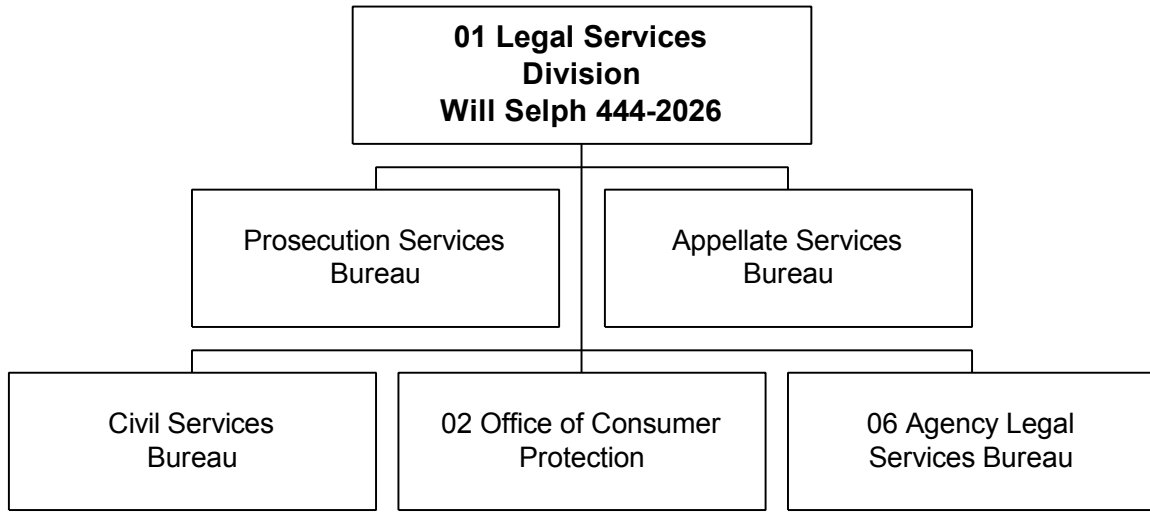 01 Legal Services
Division
Will Selph 444-2026
Prosecution Services
Bureau
Appellate Services
Bureau
Civil Services
Bureau
02 Office of Consumer
Protection
06 Agency Legal
Services Bureau